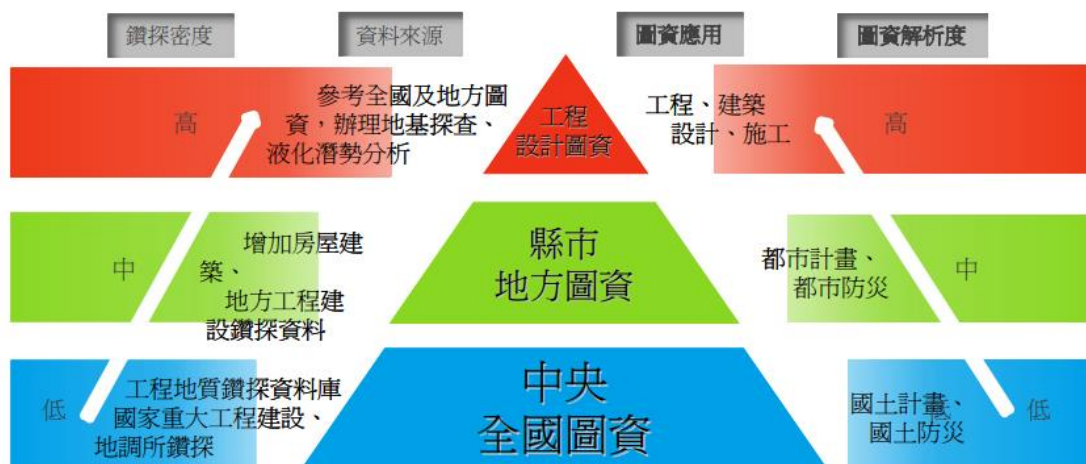 鑽探密度
資料來源
圖資應用
圖資解析度
高
參考全國及地方圖
資，辦理地基探查、
液化潛勢分析
工程
設計圖資
工程、建築
設計、施工
高
中
增加房屋建
築、
地方工程建
設鑽探資料
縣市
地方圖資
都市計畫、
都市防災
中
低
工程地質鑽探資料庫
國家重大工程建設、
地調所鑽探
中央
全國圖資
國土計畫、
國土防災
低
低